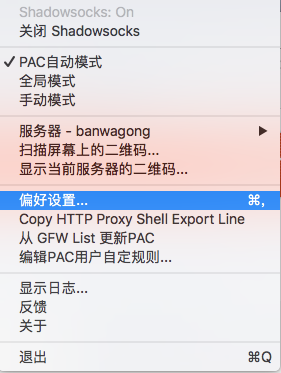 Shadowsocks: On
关闭 Shadowsocks
✓ PAC自动模式
全局模式
手动模式
服务器 - banwagong ▶
扫描屏幕上的二维码...
显示当前服务器的二维码...
偏好设置... ⌘,
Copy HTTP Proxy Shell Export Line
从 GFW List 更新PAC
编辑PAC用户自定规则...
显示日志...
反馈
关于
退出 ⌘Q